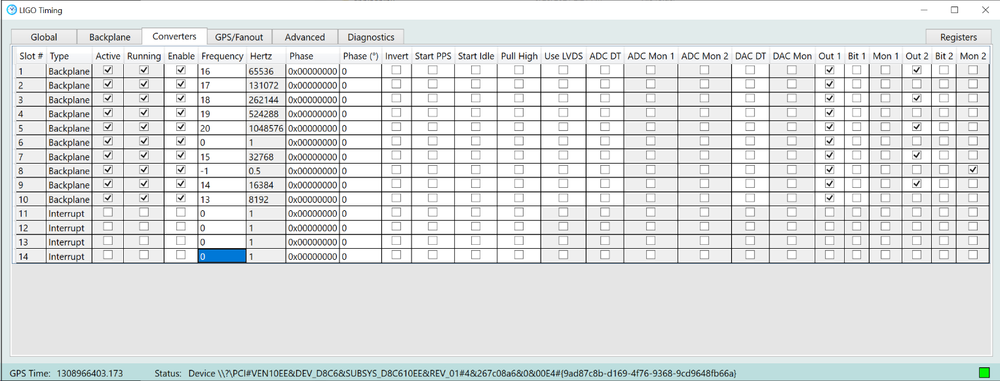 LIGO Timing
Global Backplane Converters GPS/Fanout Advanced Diagnostics Registers
Slot # Type Active Running Enable Frequency Hertz Phase Phase (°) Invert Start PPS Start Idle Pull High Use LVDS ADC DT ADC Mon 1 ADC Mon 2 DAC DT DAC Mon Out 1 Bit 1 Mon 1 Out 2 Bit 2 Mon 2
1 Backplane 16 65536 0x00000000 0
2 Backplane 17 131072 0x00000000 0
3 Backplane 18 262144 0x00000000 0
4 Backplane 19 524288 0x00000000 0
5 Backplane 20 1048576 0x00000000 0
6 Backplane 0 1 0x00000000 0
7 Backplane 15 32768 0x00000000 0
8 Backplane -1 0.5 0x00000000 0
9 Backplane 14 16384 0x00000000 0
10 Backplane 13 8192 0x00000000 0
11 Interrupt 0 1 0x00000000 0
12 Interrupt 0 1 0x00000000 0
13 Interrupt 0 1 0x00000000 0
14 Interrupt 0 1 0x00000000 0
GPS Time: 1308966403.173 Status: Device \\?\PCI#VEN10EE&DEV_D8C6&SUBSYS_D8C610EE&REV_01#4&267c08a6&0&00E4#{9ad87c8b-d169-4f76-9368-9cd9648fb66a}